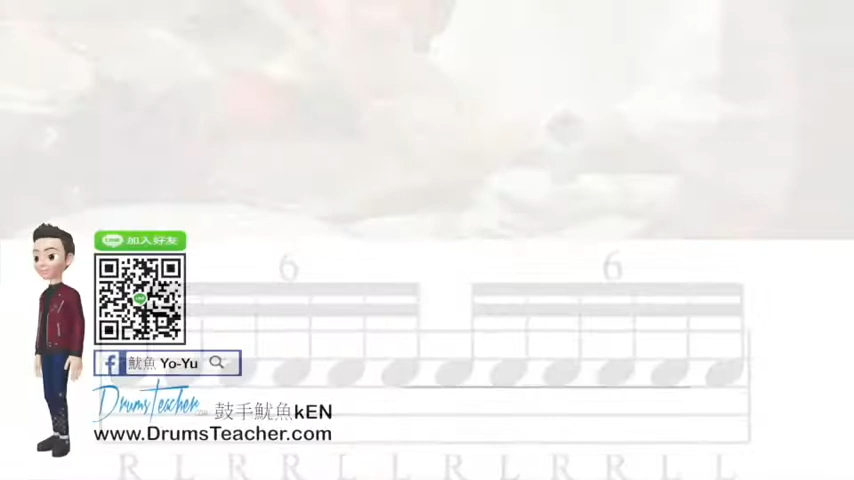 LINE 加入好友
6 6
f 魷魚 Yo-Yu
DrumsTeacher 鼓手魷魚kEN
www.DrumsTeacher.com
R L R R L L R L R R L L